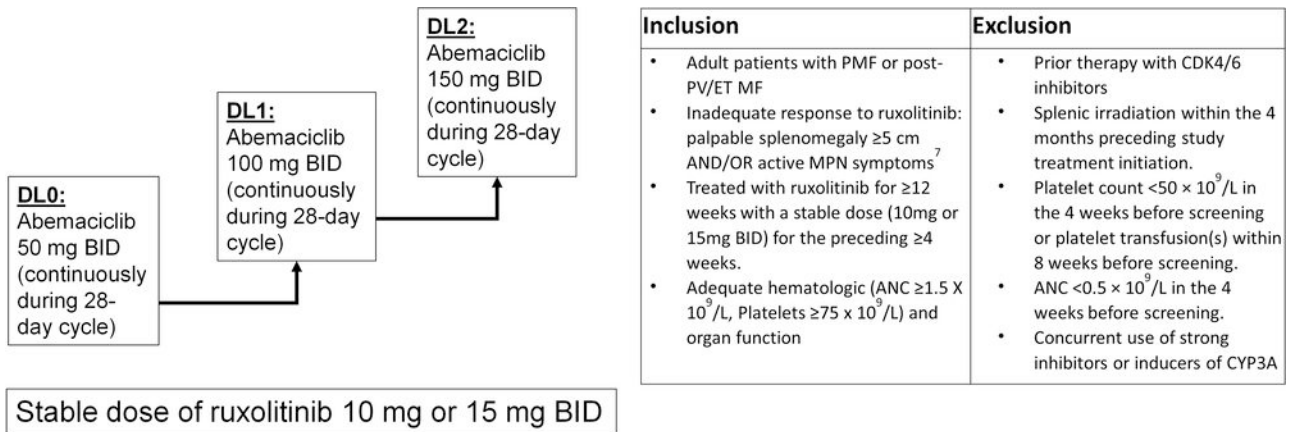 DL0:
Abemaciclib
50 mg BID
(continuously
during 28-
day cycle)
DL1:
Abemaciclib
100 mg BID
(continuously
during 28-day
cycle)
DL2:
Abemaciclib
150 mg BID
(continuously
during 28-day
cycle)
Stable dose of ruxolitinib 10 mg or 15 mg BID
Inclusion
• Adult patients with PMF or post-
PV/ET MF
• Inadequate response to ruxolitinib:
palpable splenomegaly ≥5 cm
AND/OR active MPN symptoms⁷
• Treated with ruxolitinib for ≥12
weeks with a stable dose (10mg or
15mg BID) for the preceding ≥4
weeks.
• Adequate hematologic (ANC ≥1.5 X
10⁹/L, Platelets ≥75 x 10⁹/L) and
organ function
Exclusion
• Prior therapy with CDK4/6
inhibitors
• Splenic irradiation within the 4
months preceding study
treatment initiation.
• Platelet count <50 × 10⁹/L in
the 4 weeks before screening
or platelet transfusion(s) within
8 weeks before screening.
• ANC <0.5 × 10⁹/L in the 4
weeks before screening.
• Concurrent use of strong
inhibitors or inducers of CYP3A